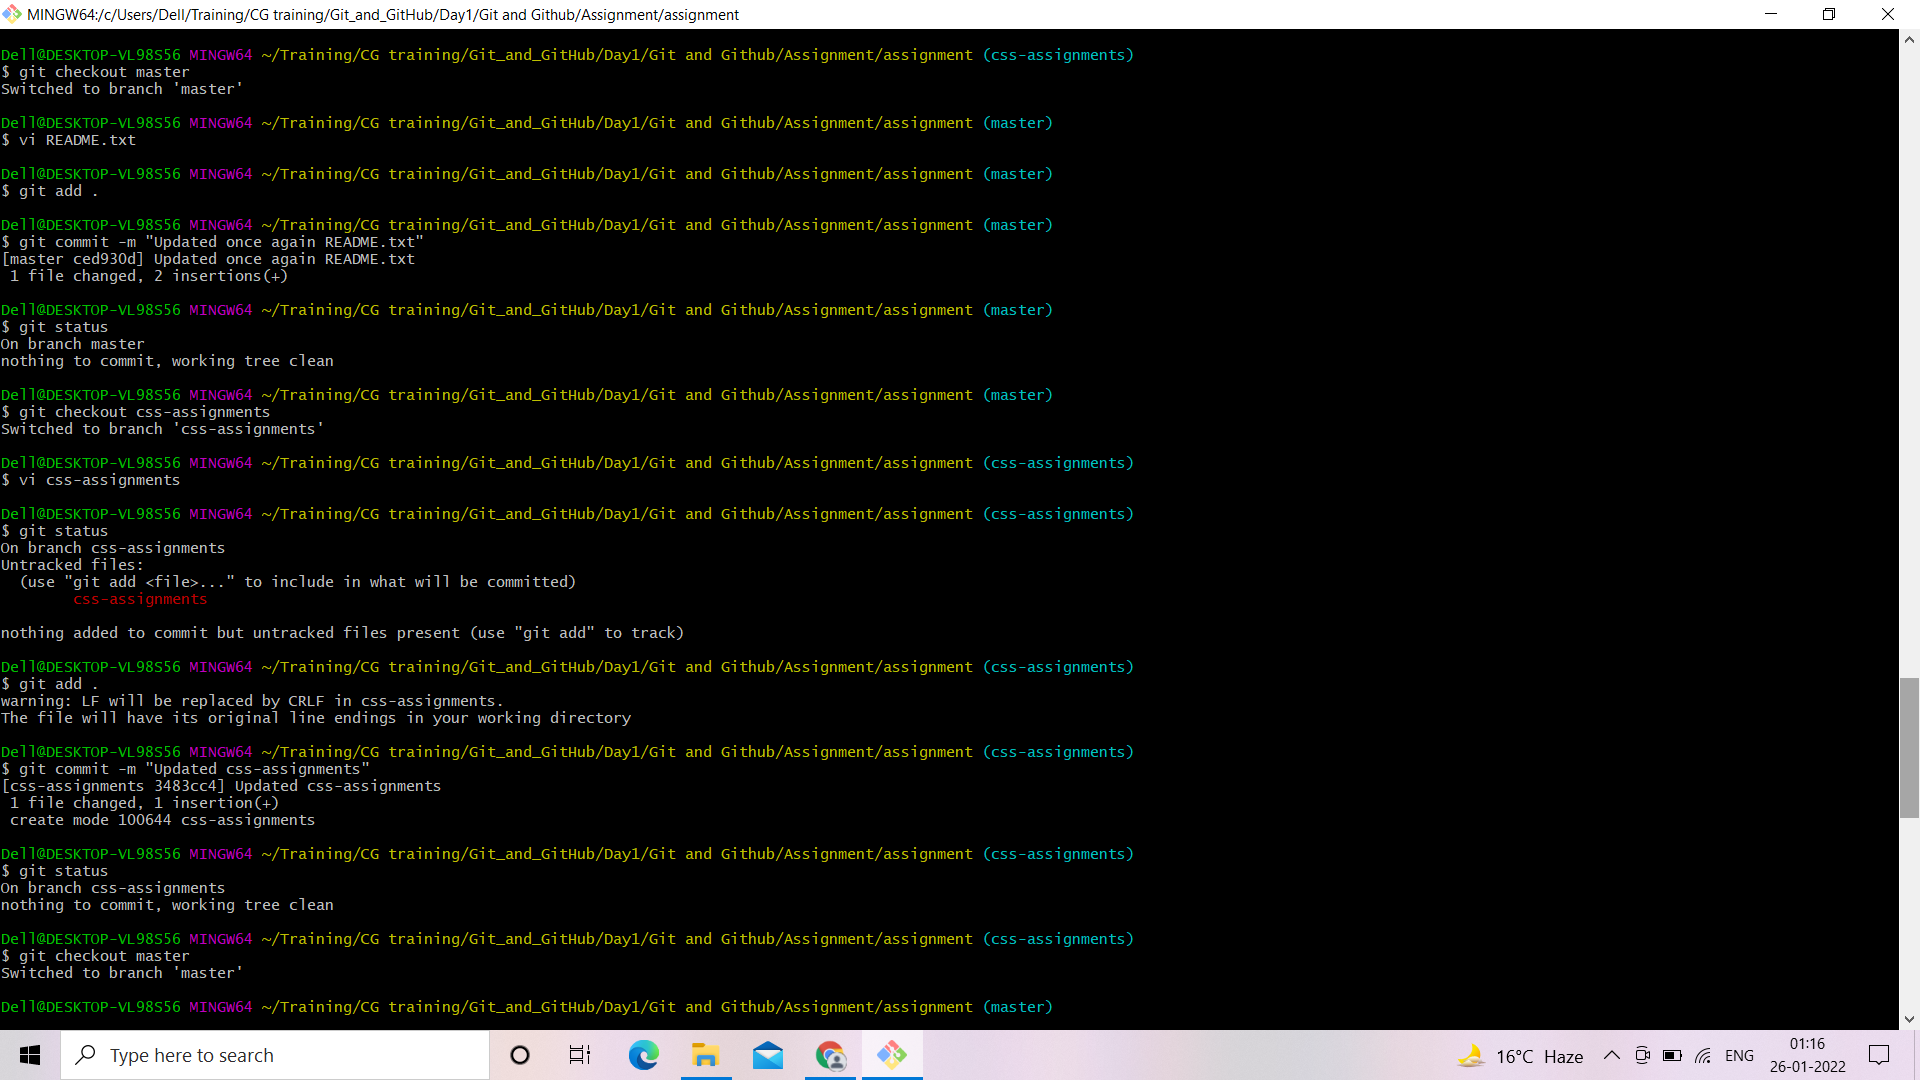 MINGW64:/c/Users/Dell/Training/CG training/Git_and_GitHub/Day1/Git and Github/Assignment/assignment
Dell@DESKTOP-VL98S56 MINGW64 ~/Training/CG training/Git_and_GitHub/Day1/Git and Github/Assignment/assignment (css-assignments)
$ git checkout master
Switched to branch 'master'
Dell@DESKTOP-VL98S56 MINGW64 ~/Training/CG training/Git_and_GitHub/Day1/Git and Github/Assignment/assignment (master)
$ vi README.txt
Dell@DESKTOP-VL98S56 MINGW64 ~/Training/CG training/Git_and_GitHub/Day1/Git and Github/Assignment/assignment (master)
$ git add .
Dell@DESKTOP-VL98S56 MINGW64 ~/Training/CG training/Git_and_GitHub/Day1/Git and Github/Assignment/assignment (master)
$ git commit -m "Updated once again README.txt"
[master ced930d] Updated once again README.txt
1 file changed, 2 insertions(+)
Dell@DESKTOP-VL98S56 MINGW64 ~/Training/CG training/Git_and_GitHub/Day1/Git and Github/Assignment/assignment (master)
$ git status
On branch master
nothing to commit, working tree clean
Dell@DESKTOP-VL98S56 MINGW64 ~/Training/CG training/Git_and_GitHub/Day1/Git and Github/Assignment/assignment (master)
$ git checkout css-assignments
Switched to branch 'css-assignments'
Dell@DESKTOP-VL98S56 MINGW64 ~/Training/CG training/Git_and_GitHub/Day1/Git and Github/Assignment/assignment (css-assignments)
$ vi css-assignments
Dell@DESKTOP-VL98S56 MINGW64 ~/Training/CG training/Git_and_GitHub/Day1/Git and Github/Assignment/assignment (css-assignments)
$ git status
On branch css-assignments
Untracked files:
(use "git add <file>..." to include in what will be committed)
css-assignments
nothing added to commit but untracked files present (use "git add" to track)
Dell@DESKTOP-VL98S56 MINGW64 ~/Training/CG training/Git_and_GitHub/Day1/Git and Github/Assignment/assignment (css-assignments)
$ git add .
warning: LF will be replaced by CRLF in css-assignments.
The file will have its original line endings in your working directory
Dell@DESKTOP-VL98S56 MINGW64 ~/Training/CG training/Git_and_GitHub/Day1/Git and Github/Assignment/assignment (css-assignments)
$ git commit -m "Updated css-assignments"
[css-assignments 3483cc4] Updated css-assignments
1 file changed, 1 insertion(+)
create mode 100644 css-assignments
Dell@DESKTOP-VL98S56 MINGW64 ~/Training/CG training/Git_and_GitHub/Day1/Git and Github/Assignment/assignment (css-assignments)
$ git status
On branch css-assignments
nothing to commit, working tree clean
Dell@DESKTOP-VL98S56 MINGW64 ~/Training/CG training/Git_and_GitHub/Day1/Git and Github/Assignment/assignment (css-assignments)
$ git checkout master
Switched to branch 'master'
Dell@DESKTOP-VL98S56 MINGW64 ~/Training/CG training/Git_and_GitHub/Day1/Git and Github/Assignment/assignment (master)
Type here to search
16°C Haze
ENG
01:16
26-01-2022